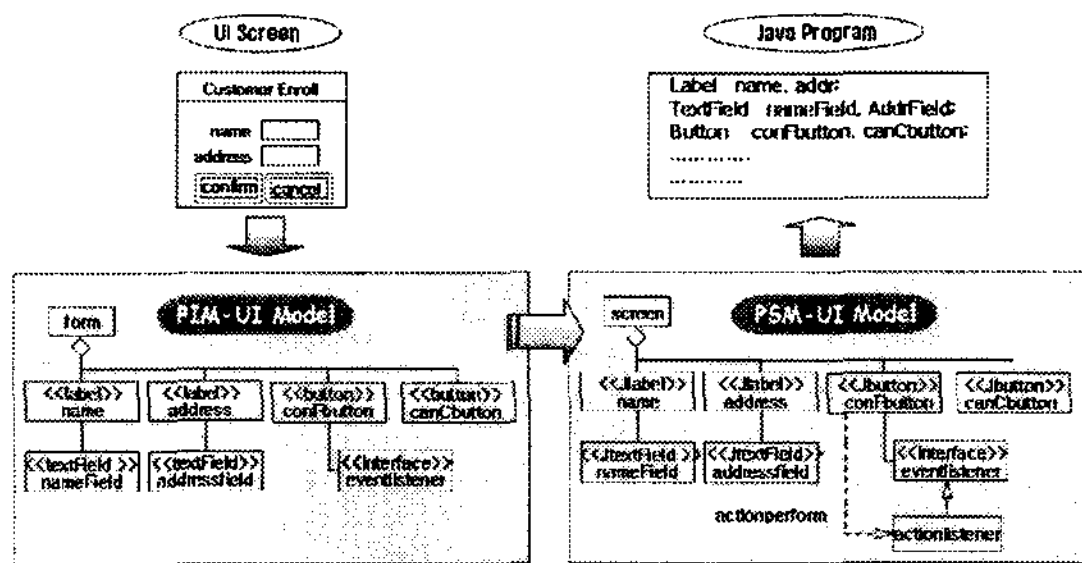 UI Screen
Customer Enroll
name
address
confirm
cancel
Java Program
Label name, addr;
TextField nameField, AddrField;
Button conFbutton, canCbutton;
............
............
PIM-UI Model
form
<<label>>
name
<<label>>
address
<<button>>
conFbutton
<<button>>
canCbutton
<<textField>>
nameField
<<textField>>
addressfield
<<interface>>
eventlistener
PSM-UI Model
screen
<<Jlabel>>
name
<<Jlabel>>
address
<<Jbutton>>
conFbutton
<<Jbutton>>
canCbutton
<<JtextField>>
nameField
<<JtextField>>
addressfield
<<interface>>
eventlistener
actionperform
actionlistener